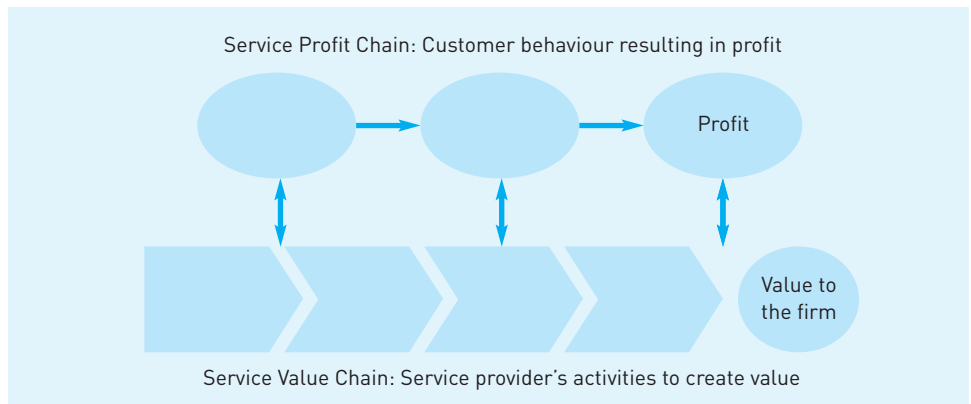 Service Profit Chain: Customer behaviour resulting in profit
Profit
Value to
the firm
Service Value Chain: Service provider’s activities to create value